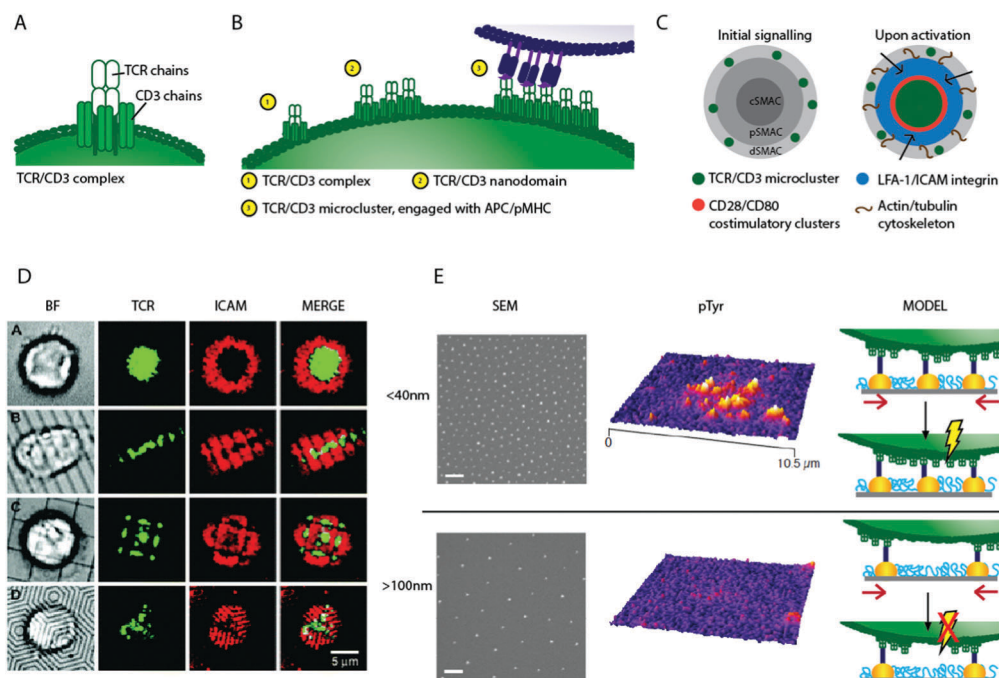 A
TCR chains
CD3 chains
TCR/CD3 complex
B
1
2
3
1 TCR/CD3 complex
2 TCR/CD3 nanodomain
3 TCR/CD3 microcluster, engaged with APC/pMHC
C
Initial signalling
Upon activation
cSMAC
pSMAC
dSMAC
TCR/CD3 microcluster
LFA-1/ICAM integrin
CD28/CD80
costimulatory clusters
Actin/tubulin
cytoskeleton
D
BF
TCR
ICAM
MERGE
A
B
C
D
5 μm
E
SEM
pTyr
MODEL
<40nm
0
10.5 μm
>100nm